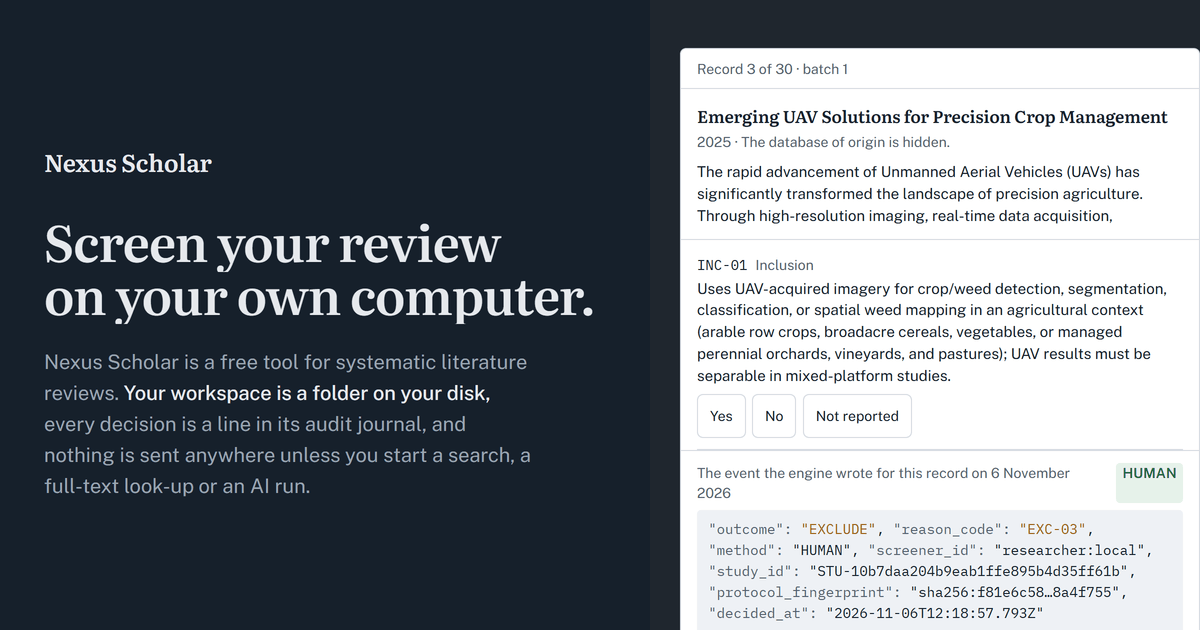 Nexus Scholar
Screen your review
on your own computer.
Nexus Scholar is a free tool for systematic literature
reviews. Your workspace is a folder on your disk,
every decision is a line in its audit journal, and
nothing is sent anywhere unless you start a search, a
full-text look-up or an AI run.
Record 3 of 30 · batch 1
Emerging UAV Solutions for Precision Crop Management
2025 · The database of origin is hidden.
The rapid advancement of Unmanned Aerial Vehicles (UAVs) has
significantly transformed the landscape of precision agriculture.
Through high-resolution imaging, real-time data acquisition,
INC-01 Inclusion
Uses UAV-acquired imagery for crop/weed detection, segmentation,
classification, or spatial weed mapping in an agricultural context
(arable row crops, broadacre cereals, vegetables, or managed
perennial orchards, vineyards, and pastures); UAV results must be
separable in mixed-platform studies.
Yes No Not reported
The event the engine wrote for this record on 6 November
2026
HUMAN
"outcome": "EXCLUDE", "reason_code": "EXC-03",
"method": "HUMAN", "screener_id": "researcher:local",
"study_id": "STU-10b7daa204b9eab1ffe895b4d35ff61b",
"protocol_fingerprint": "sha256:f81e6c58…8a4f755",
"decided_at": "2026-11-06T12:18:57.793Z"